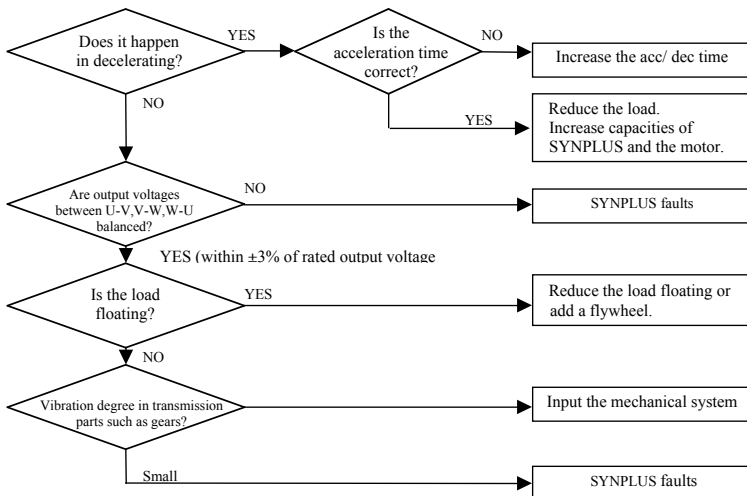 Does it happen
in decelerating?
YES
Is the
acceleration time
correct?
NO
Increase the acc/ dec time
NO
YES
Reduce the load.
Increase capacities of
SYNPLUS and the motor.
Are output voltages
between U-V,V-W,W-U
balanced?
NO
SYNPLUS faults
YES (within ±3% of rated output voltage
Is the load
floating?
YES
Reduce the load floating or
add a flywheel.
NO
Vibration degree in transmission
parts such as gears?
Input the mechanical system
Small
SYNPLUS faults